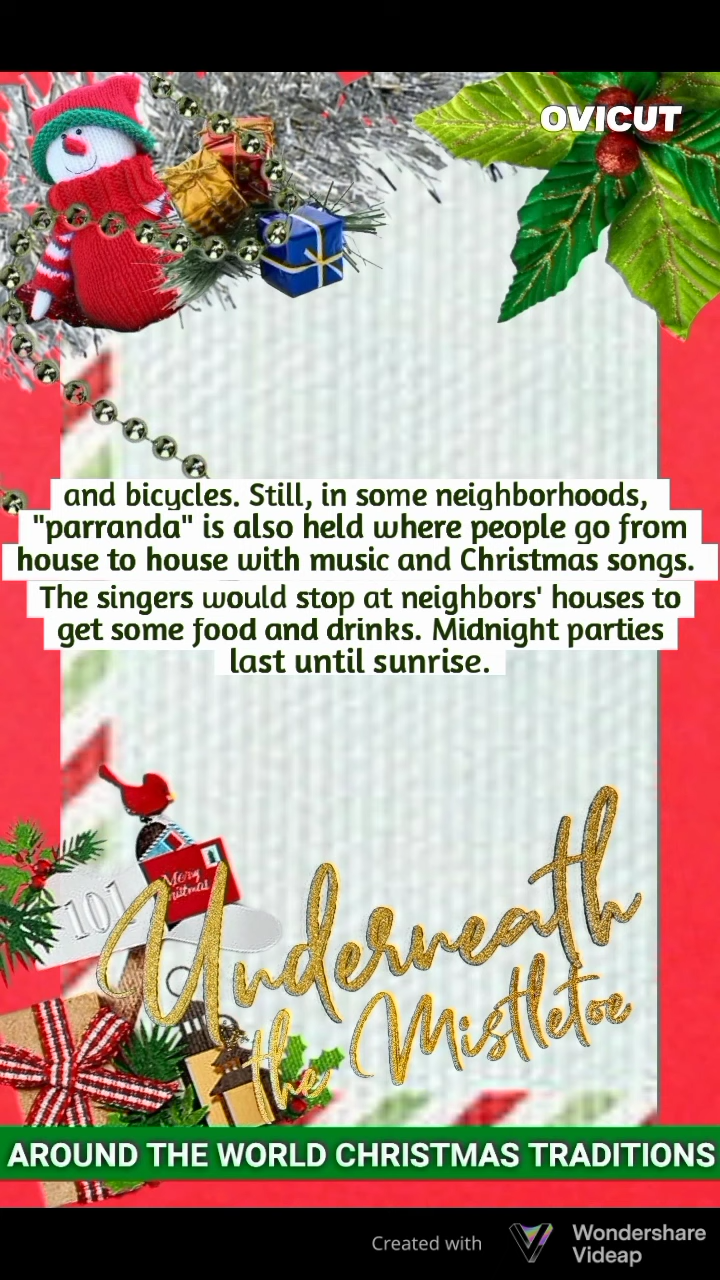 OVICUT
and bicycles. Still, in some neighborhoods,
"parranda" is also held where people go from
house to house with music and Christmas songs.
The singers would stop at neighbors' houses to
get some food and drinks. Midnight parties
last until sunrise.
Merry
101
Underneath
the Mistletoe
AROUND THE WORLD CHRISTMAS TRADITIONS
Created with
Wondershare
Videap